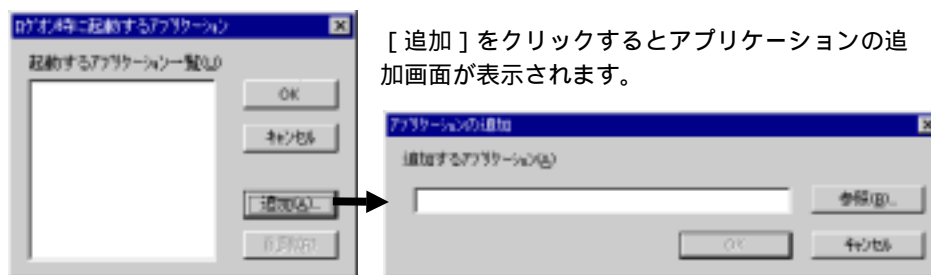 ログオン時に起動するアプリケーション
起動するアプリケーション一覧(L)
OK
キャンセル
追加(A)...
削除(R)
[追加]をクリックするとアプリケーションの追
加画面が表示されます。
アプリケーションの追加
追加するアプリケーション(A)
参照(B)...
OK
キャンセル